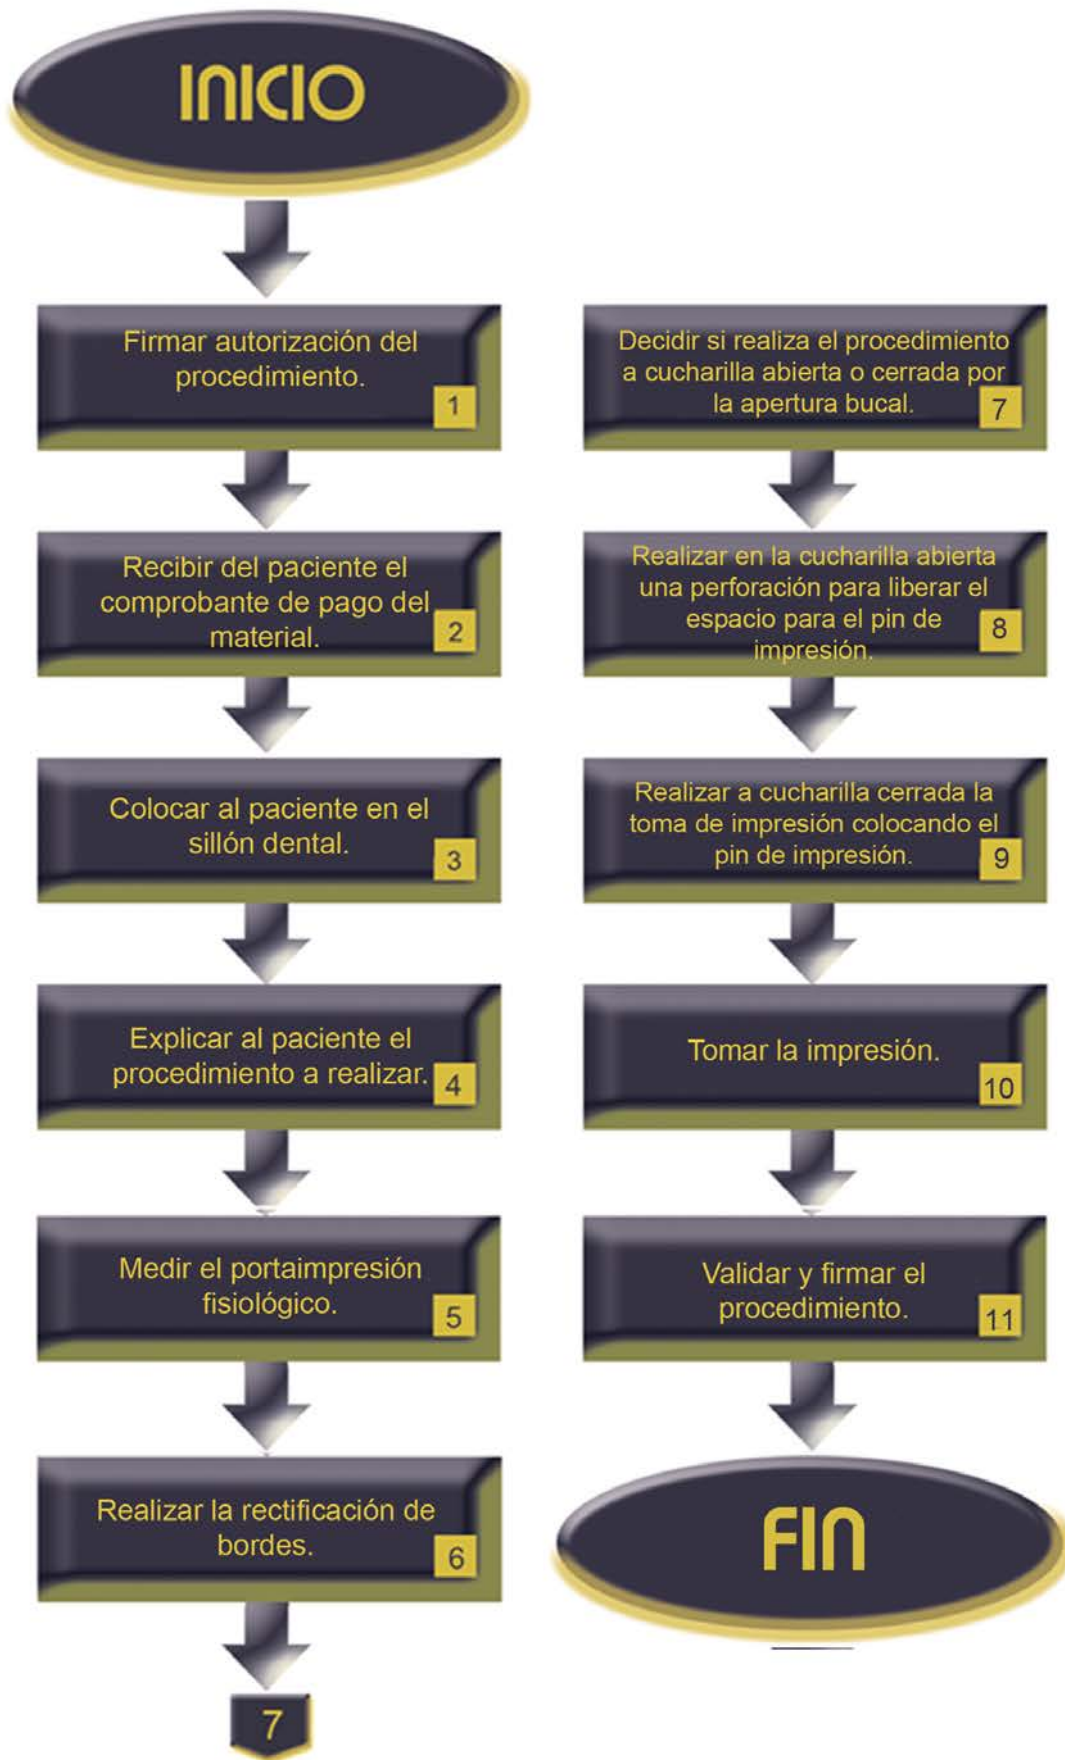 INICIO
Firmar autorización del
procedimiento.
1
Recibir del paciente el
comprobante de pago del
material.
2
Colocar al paciente en el
sillón dental.
3
Explicar al paciente el
procedimiento a realizar.
4
Medir el portaimpresión
fisiológico.
5
Realizar la rectificación de
bordes.
6
7
Decidir si realiza el procedimiento
a cucharilla abierta o cerrada por
la apertura bucal.
7
Realizar en la cucharilla abierta
una perforación para liberar el
espacio para el pin de
impresión.
8
Realizar a cucharilla cerrada la
toma de impresión colocando el
pin de impresión.
9
Tomar la impresión.
10
Validar y firmar el
procedimiento.
11
FIN